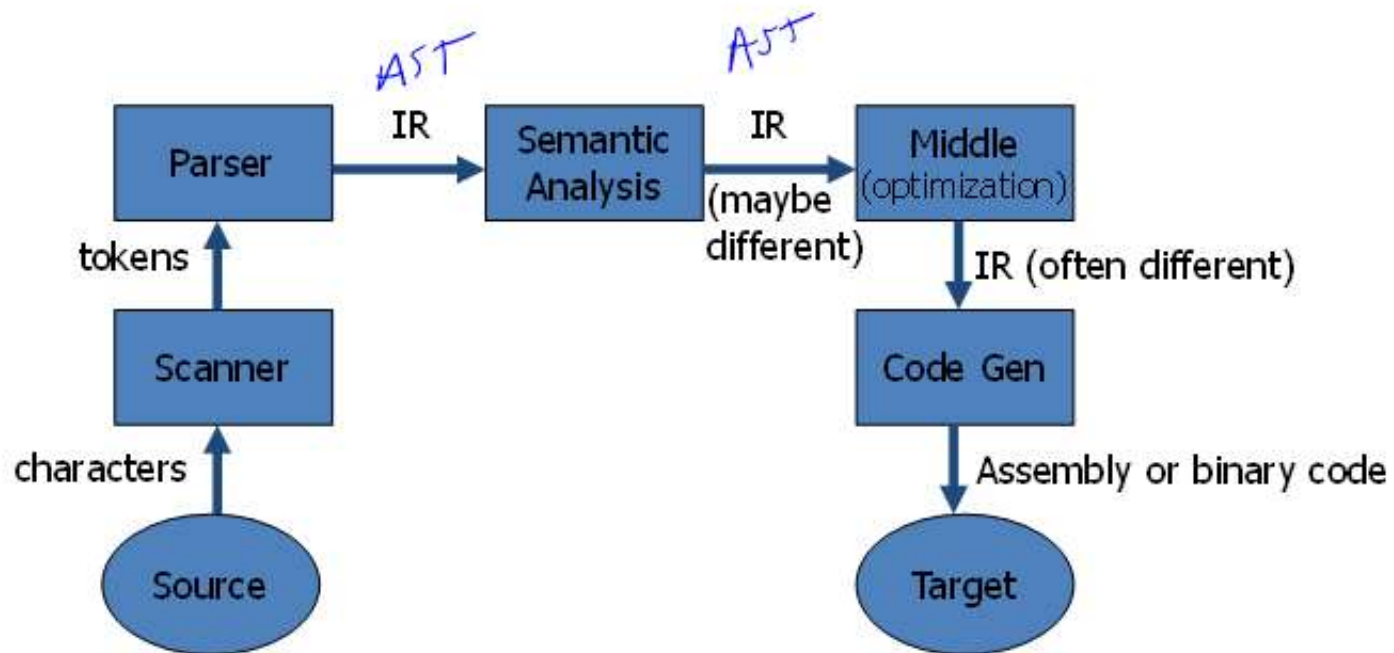 AST
AST
IR
IR
Parser
Semantic
Analysis
Middle
(optimization)
(maybe
different)
tokens
IR (often different)
Scanner
Code Gen
characters
Assembly or binary code
Source
Target